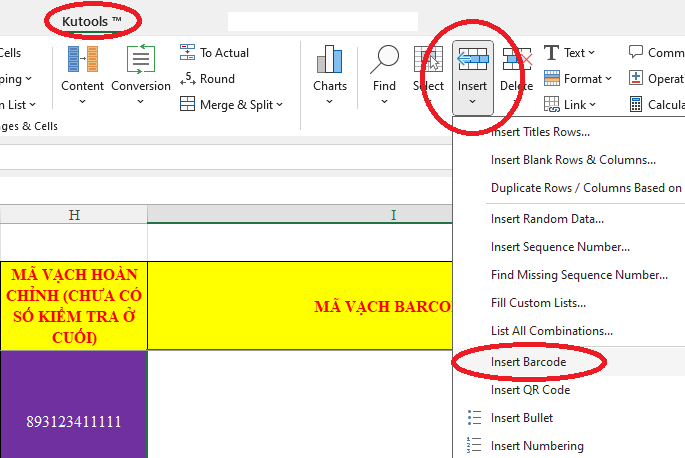 Kutools ™
Cells
To Actual
Text
Comm
ping
Round
Format
Operat
Content
Conversion
Charts
Find
Select
Insert
Delete
n List
Merge & Split
Link
Calcula
ges & Cells
Insert Titles Rows...
Insert Blank Rows & Columns...
Duplicate Rows / Columns Based on
Insert Random Data...
Insert Sequence Number...
Find Missing Sequence Number...
Fill Custom Lists...
List All Combinations...
Insert Barcode
Insert QR Code
Insert Bullet
Insert Numbering
H
I
MÃ VẠCH HOÀN
CHỈNH (CHƯA CÓ
SỐ KIỂM TRA Ở
CUỐI)
MÃ VẠCH BARCO
893123411111